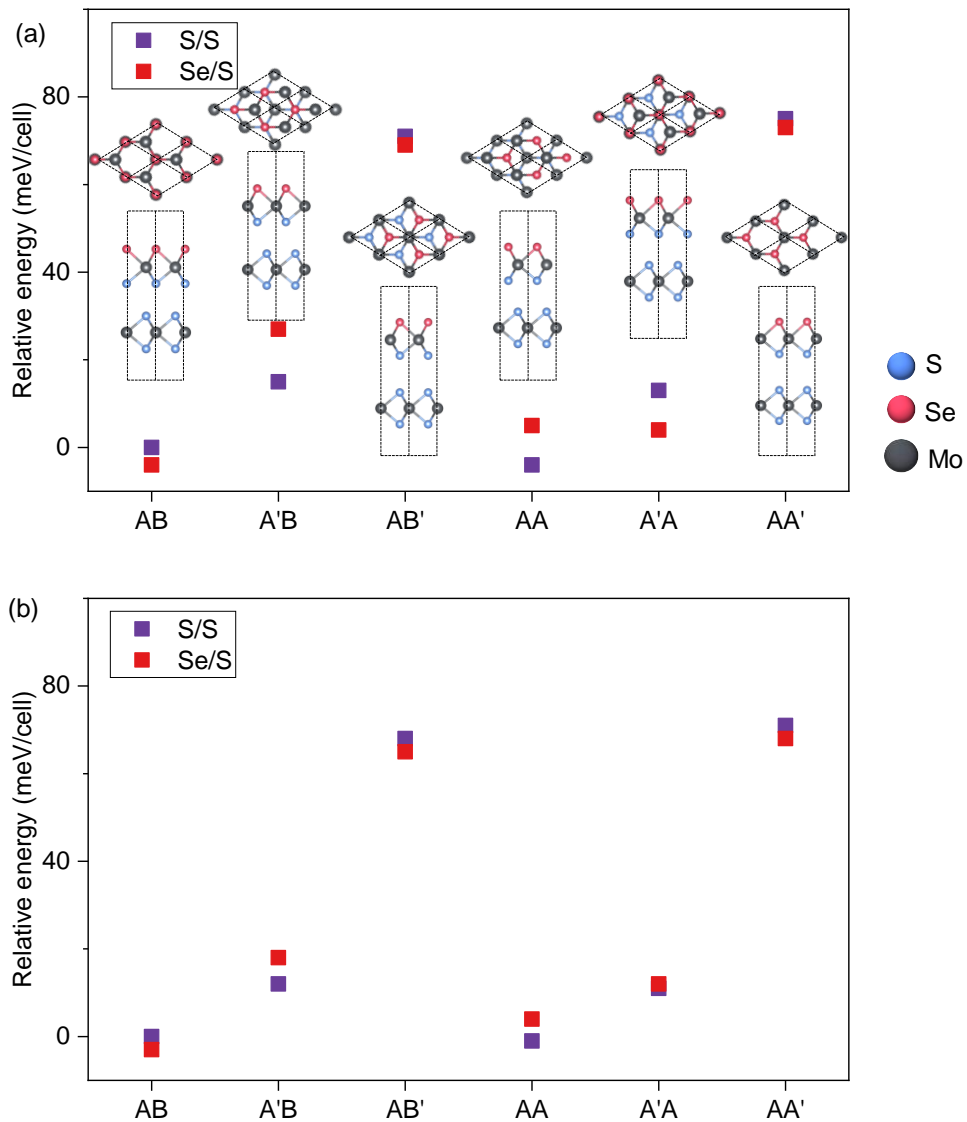 (a)
S/S
Se/S
Relative energy (meV/cell)
80
40
0
AB A'B AB' AA A'A AA'
S
Se
Mo
(b)
S/S
Se/S
Relative energy (meV/cell)
80
40
0
AB A'B AB' AA A'A AA'